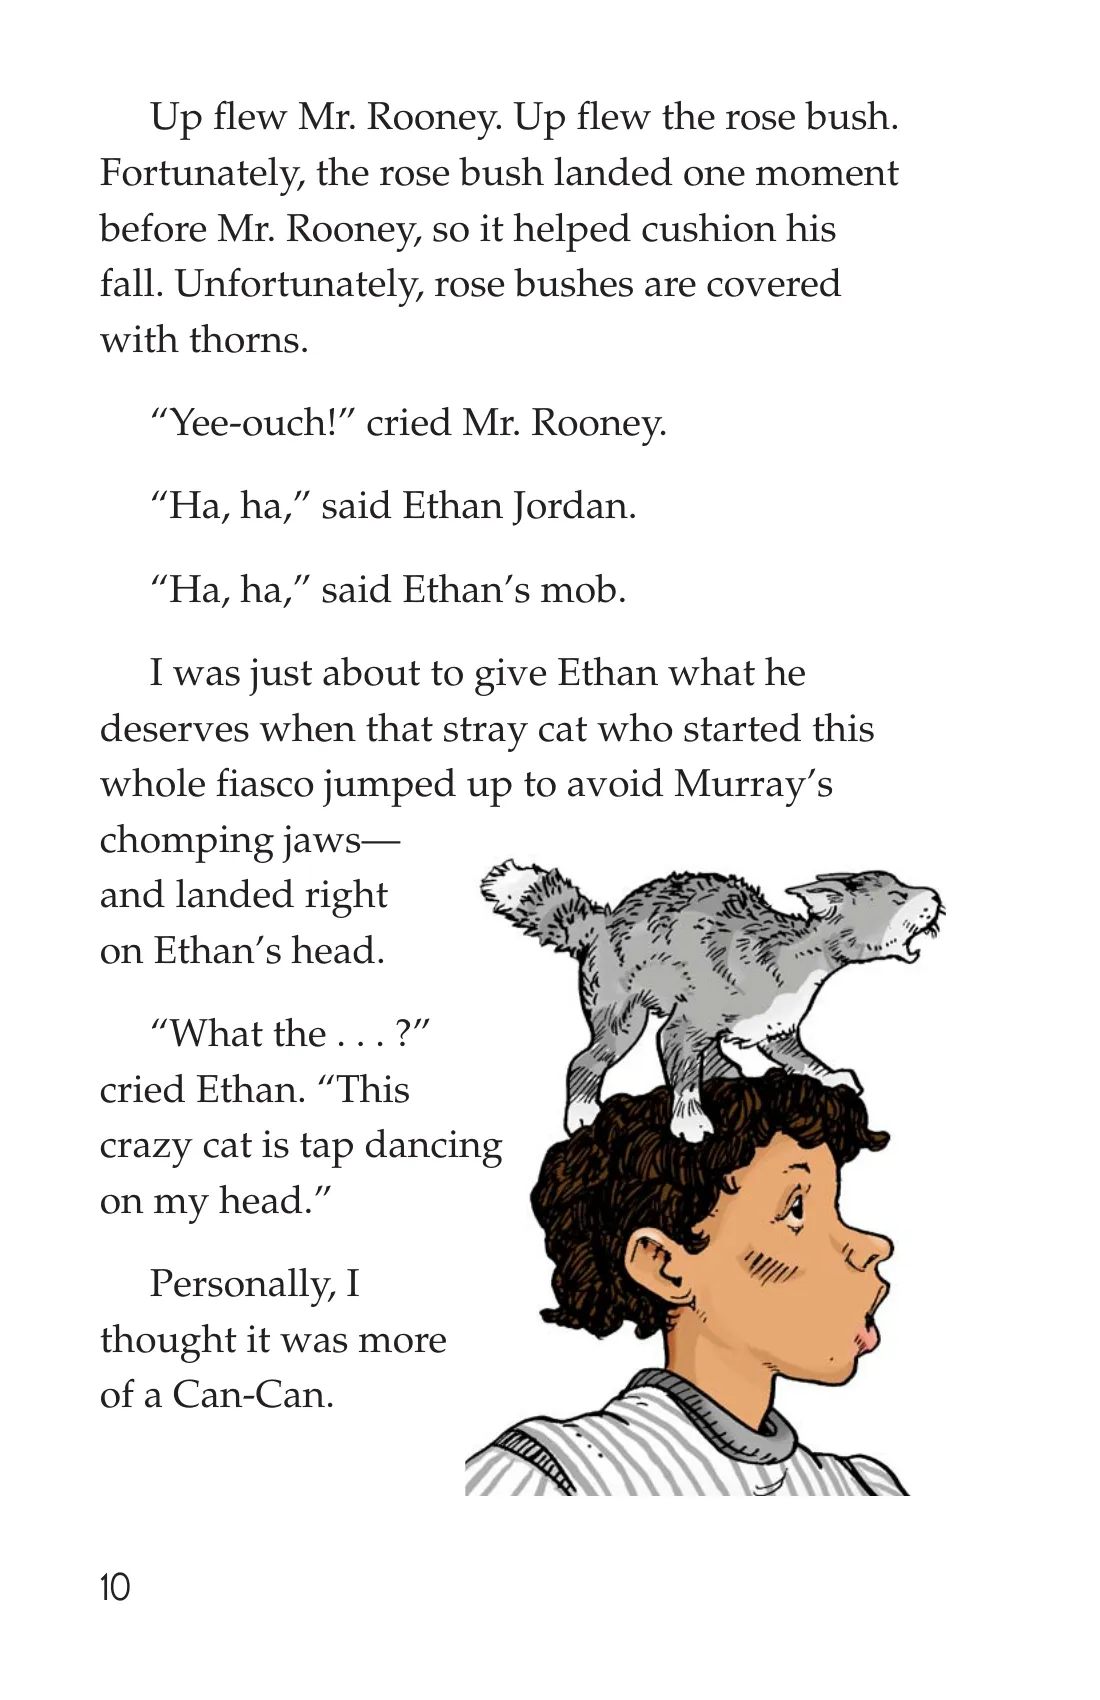 Up flew Mr. Rooney. Up flew the rose bush.
Fortunately, the rose bush landed one moment
before Mr. Rooney, so it helped cushion his
fall. Unfortunately, rose bushes are covered
with thorns.
“Yee-ouch!” cried Mr. Rooney.
“Ha, ha,” said Ethan Jordan.
“Ha, ha,” said Ethan’s mob.
I was just about to give Ethan what he
deserves when that stray cat who started this
whole fiasco jumped up to avoid Murray’s
chomping jaws—
and landed right
on Ethan’s head.
“What the . . . ?”
cried Ethan. “This
crazy cat is tap dancing
on my head.”
Personally, I
thought it was more
of a Can-Can.
10